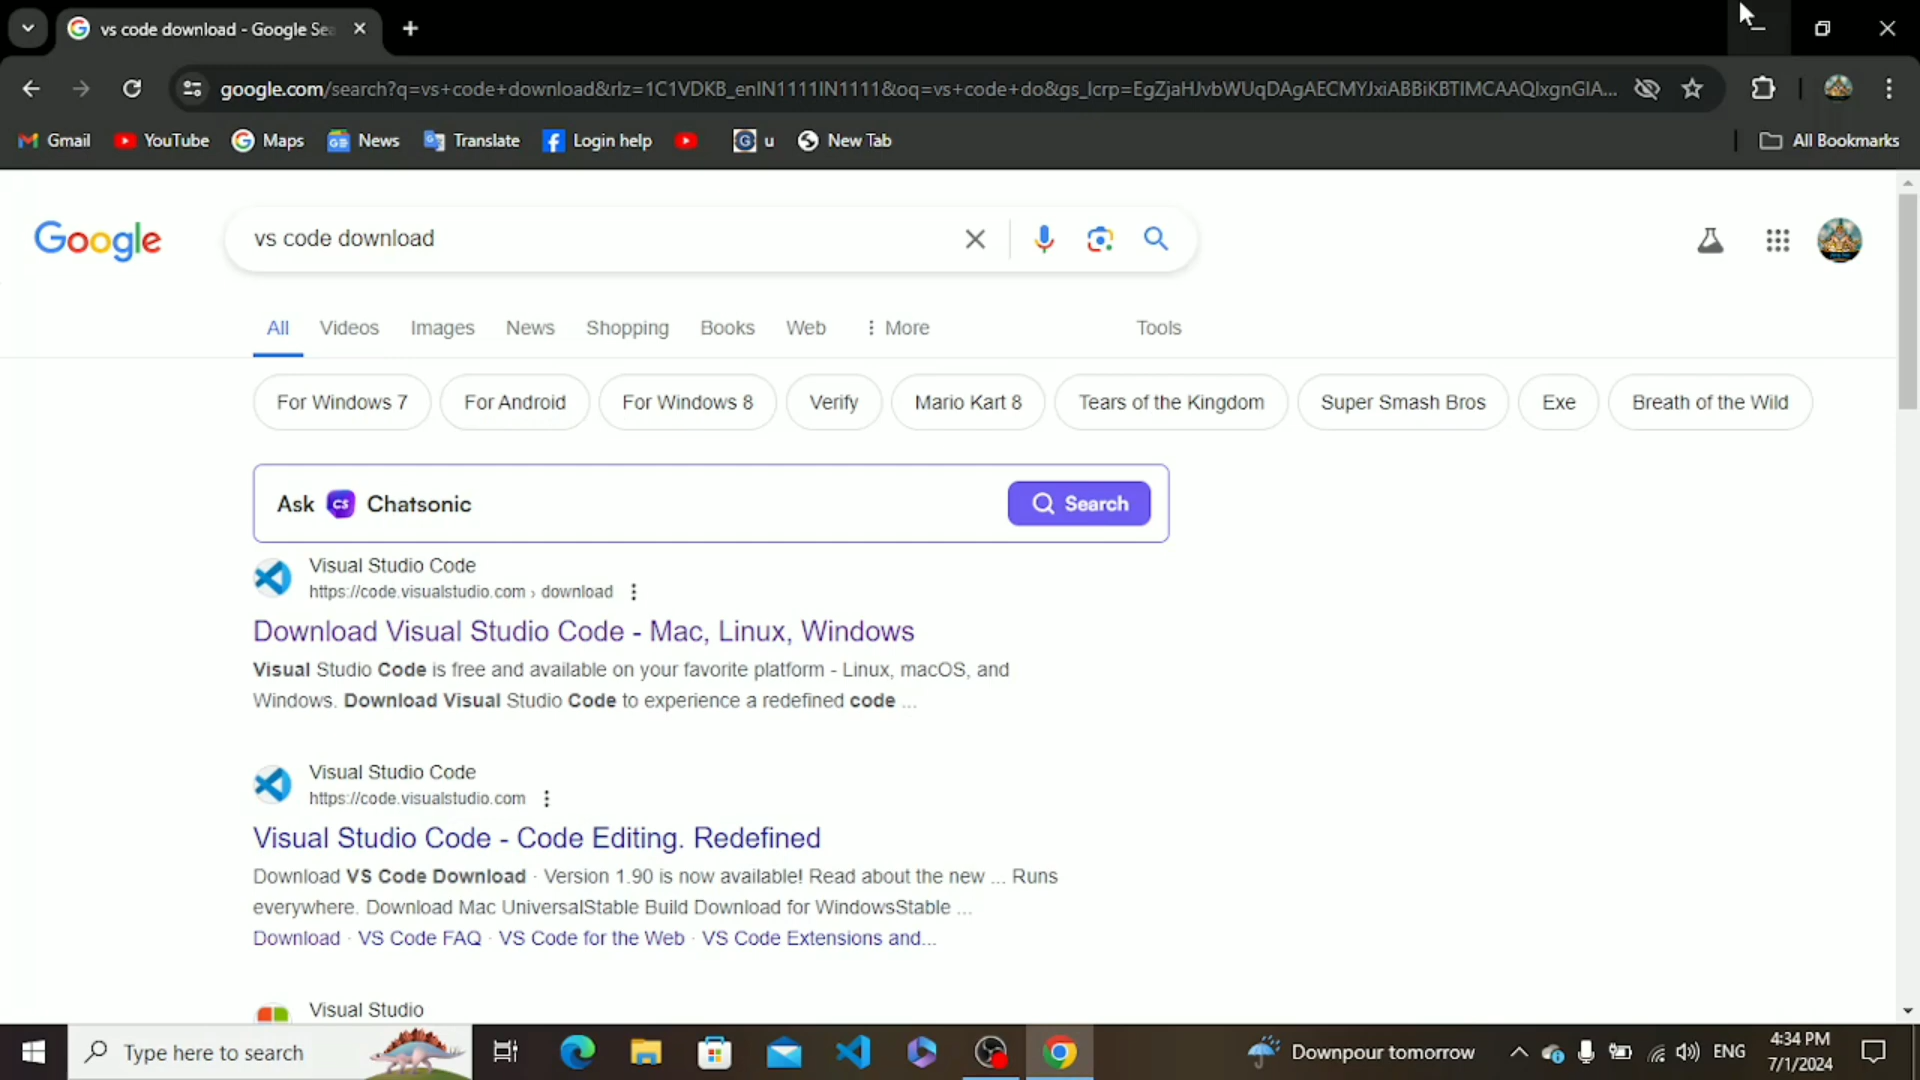 vs code download - Google Sea
google.com/search?q=vs+code+download&rlz=1C1VDKB_enIN1111IN1111&oq=vs+code+do&gs_lcrp=EgZjaHJvbWUqDAgAECMYJxiABBiKBTIMCAAQIxgnGIA...
Gmail YouTube Maps News Translate Login help u New Tab All Bookmarks
Google vs code download
All Videos Images News Shopping Books Web More Tools
For Windows 7 For Android For Windows 8 Verify Mario Kart 8 Tears of the Kingdom Super Smash Bros Exe Breath of the Wild
Ask CS Chatsonic Search
Visual Studio Code
https://code.visualstudio.com › download
Download Visual Studio Code - Mac, Linux, Windows
Visual Studio Code is free and available on your favorite platform - Linux, macOS, and
Windows. Download Visual Studio Code to experience a redefined code ...
Visual Studio Code
https://code.visualstudio.com
Visual Studio Code - Code Editing. Redefined
Download VS Code Download · Version 1.90 is now available! Read about the new ... Runs
everywhere. Download Mac UniversalStable Build Download for WindowsStable ...
Download · VS Code FAQ · VS Code for the Web · VS Code Extensions and...
Visual Studio
Type here to search Downpour tomorrow ENG 4:34 PM
7/1/2024